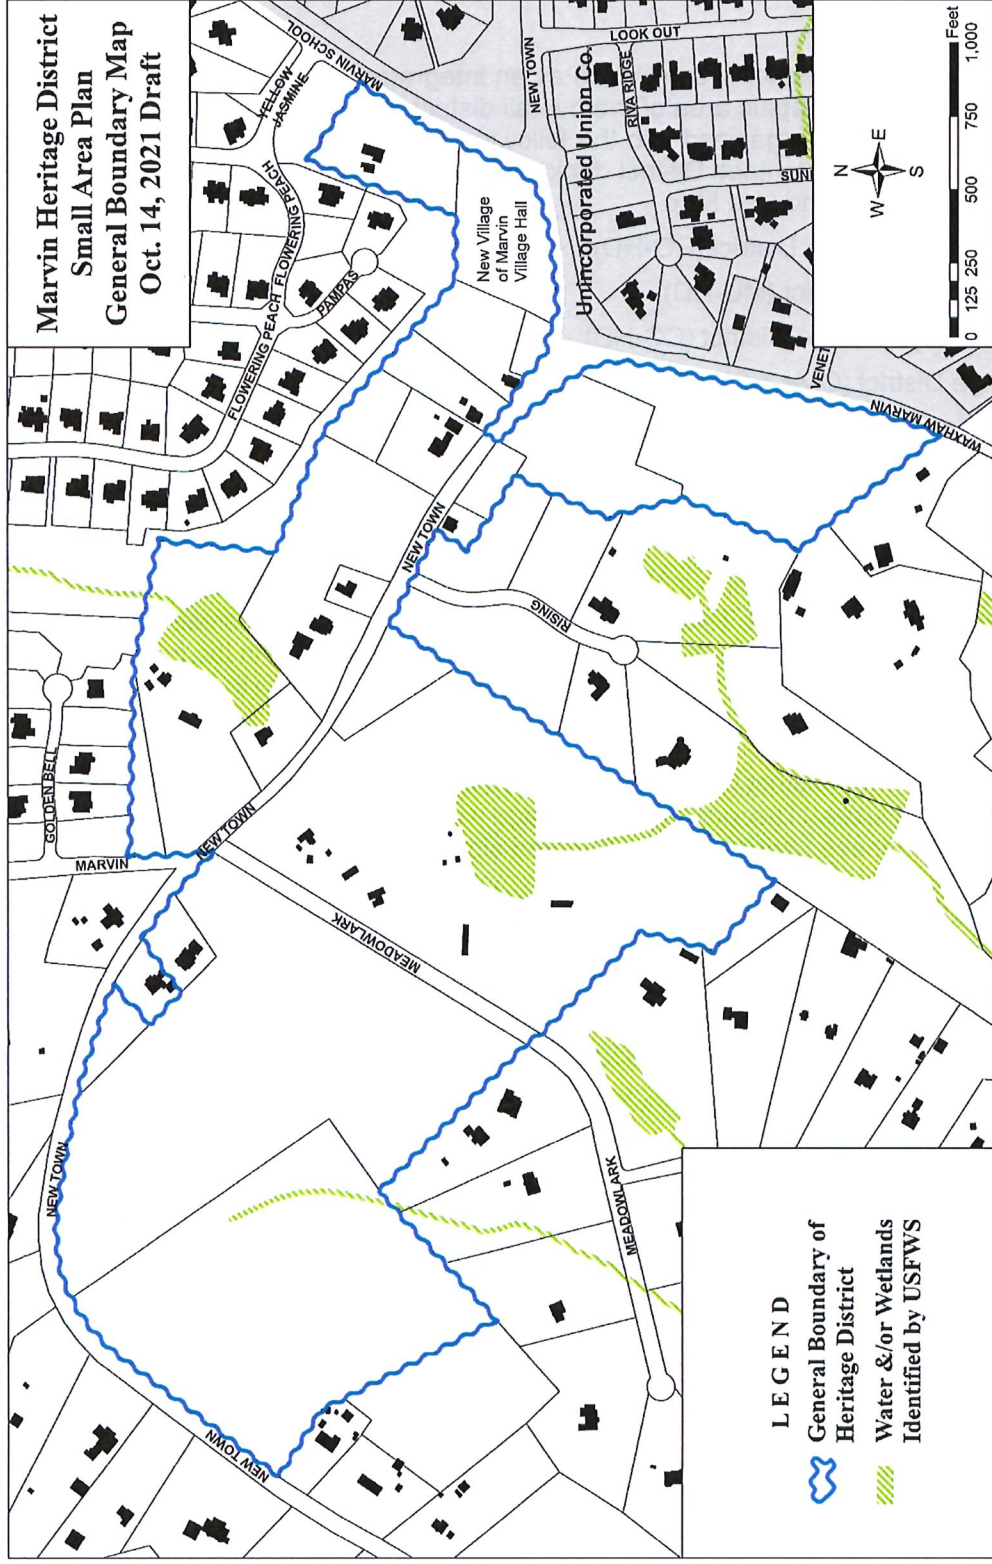 Marvin Heritage District
Small Area Plan
General Boundary Map
Oct. 14, 2021 Draft
LOOK OUT
MARVIN SCHOOL
YELLOW
JASMINE
NEW TOWN
RIVA RIDGE
Unincorporated Union Co.
SUN
FLOWERING PEACH
FLOWERING PEACH
PAMPAS
New Village
of Marvin
Village Hall
N
W
E
S
VENET
WAXHAW MARVIN
0 125 250 500 750 1,000
Feet
GOLDEN BELL
MARVIN
NEW TOWN
NEW TOWN
RISING
MEADOWLARK
NEW TOWN
MEADOWLARK
NEW TOWN
LEGEND
General Boundary of
Heritage District
Water &/or Wetlands
Identified by USFWS